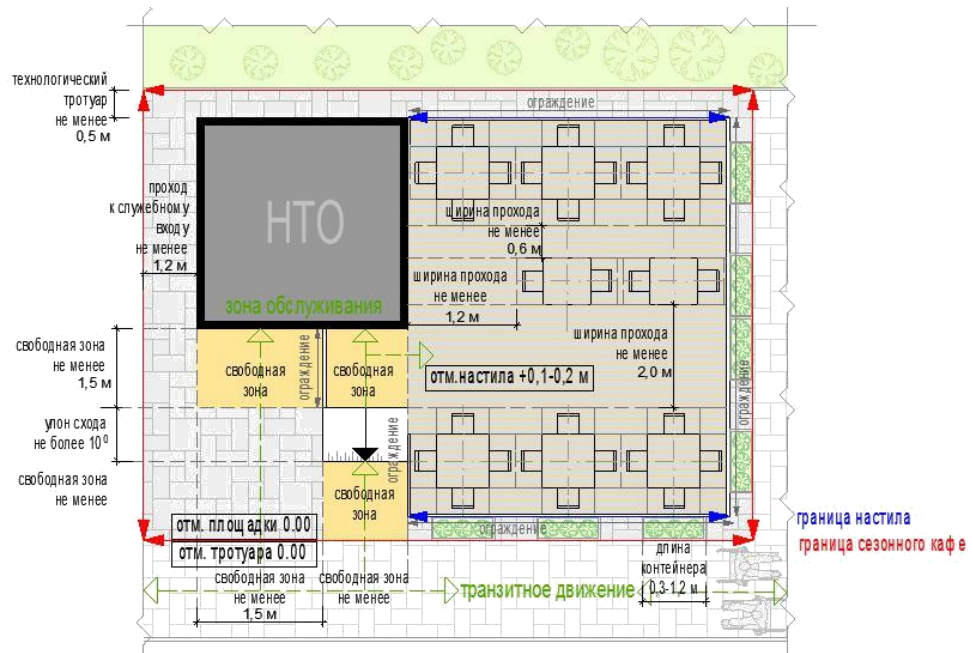 технологический
тротуар
не менее
0,5 м
ограждение
проход
к служебному
входу
не менее
1,2 м
НТО
ширина прохода
не менее
0,6 м
ширина прохода
не менее
1,2 м
зона обслуживания
ширина прохода
не менее
2,0 м
свободная зона
не менее
1,5 м
свободная
зона
ограждение
свободная
зона
отм.настила +0,1-0,2 м
ограждение
улон схода
не более 10⁰
ограждение
свободная зона
не менее
свободная
зона
отм. площадки 0.00
отм. тротуара 0.00
ограждение
граница настила
граница сезонного кафе
свободная зона
не менее
1,5 м
свободная зона
не менее
транзитное движение
длина
контейнера
0,3-1,2 м